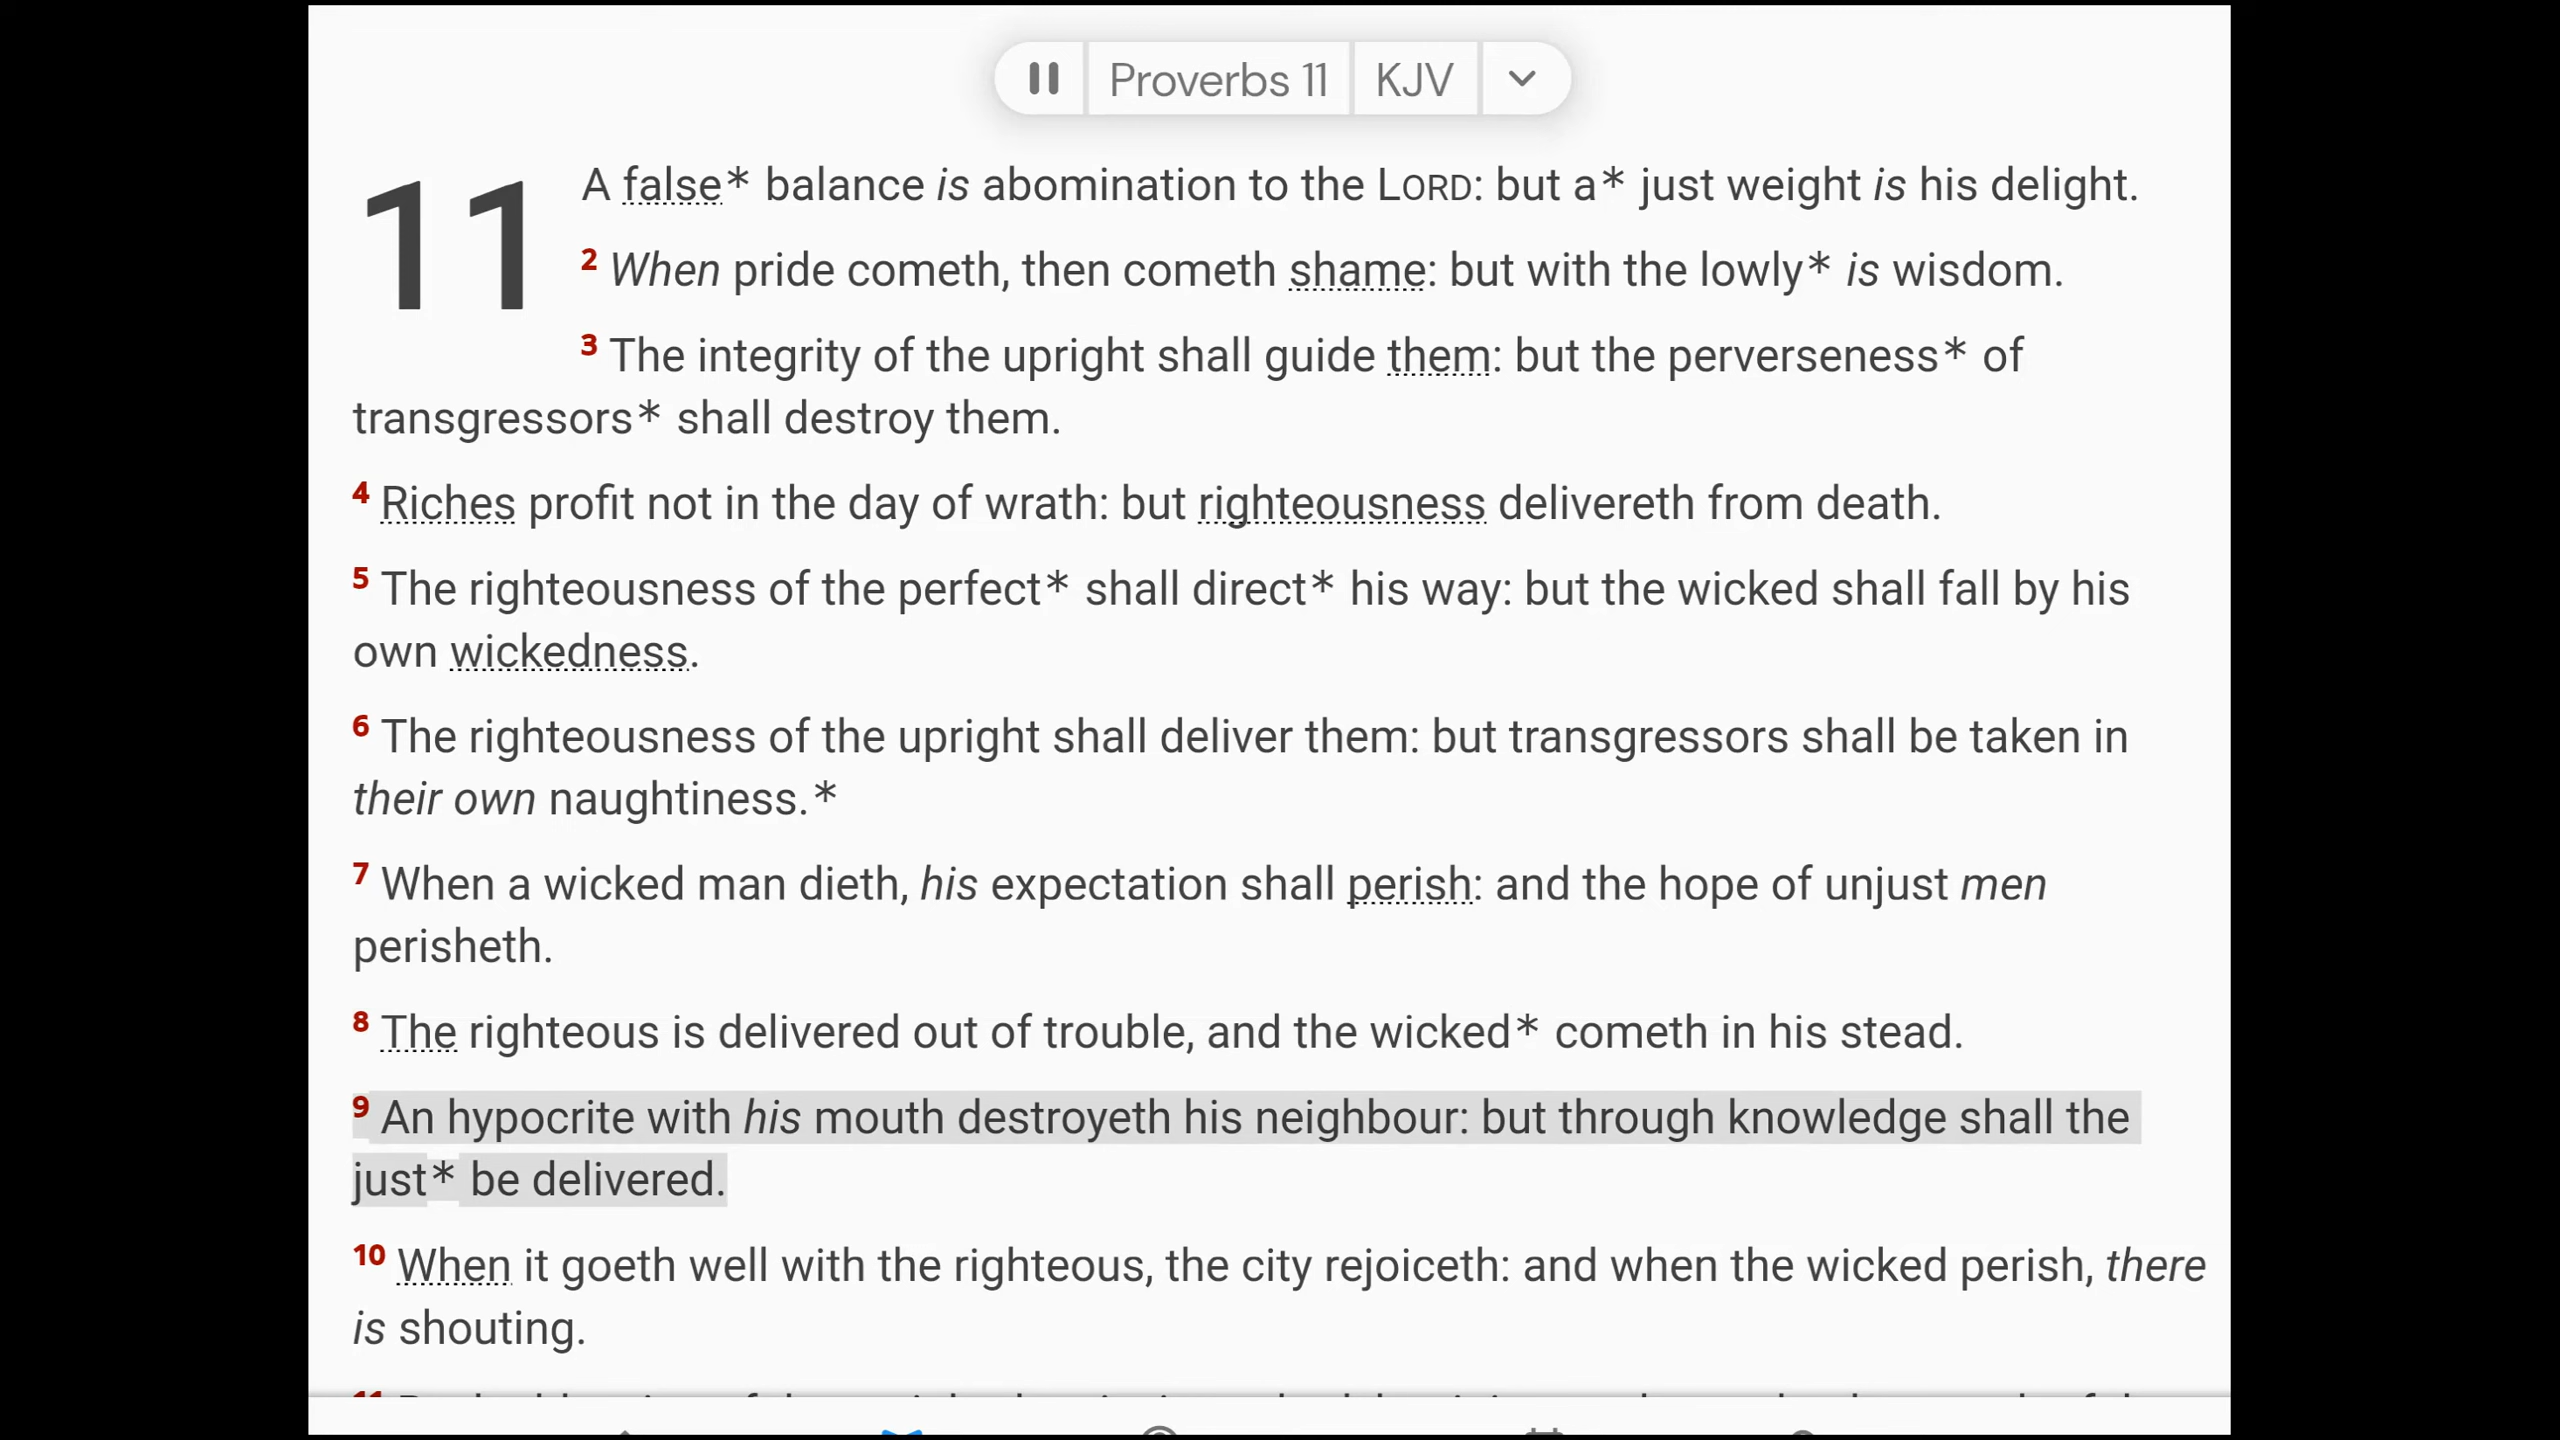 Proverbs 11 KJV
11
A false* balance is abomination to the LORD: but a* just weight is his delight.
2 When pride cometh, then cometh shame: but with the lowly* is wisdom.
3 The integrity of the upright shall guide them: but the perverseness* of
transgressors* shall destroy them.
4 Riches profit not in the day of wrath: but righteousness delivereth from death.
5 The righteousness of the perfect* shall direct* his way: but the wicked shall fall by his
own wickedness.
6 The righteousness of the upright shall deliver them: but transgressors shall be taken in
their own naughtiness.*
7 When a wicked man dieth, his expectation shall perish: and the hope of unjust men
perisheth.
8 The righteous is delivered out of trouble, and the wicked* cometh in his stead.
9 An hypocrite with his mouth destroyeth his neighbour: but through knowledge shall the
just* be delivered.
10 When it goeth well with the righteous, the city rejoiceth: and when the wicked perish, there
is shouting.